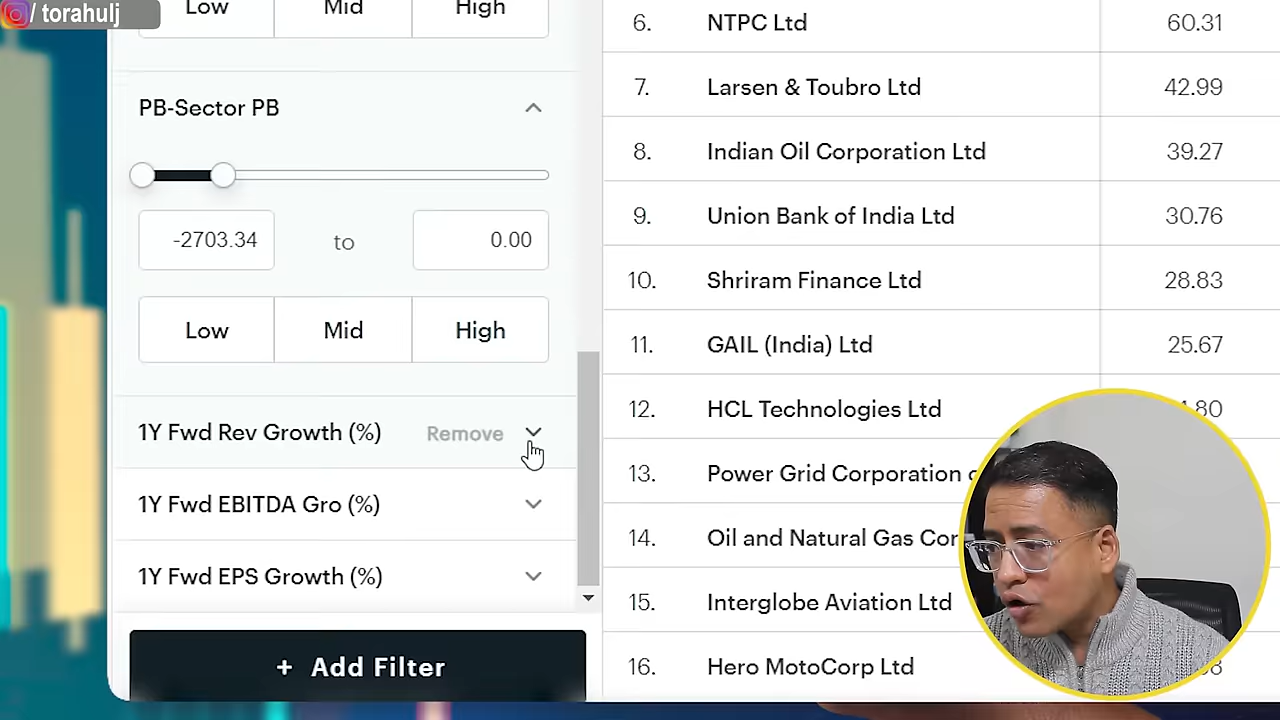 / torahulj
Low Mid High
PB-Sector PB
-2703.34 to 0.00
Low Mid High
1Y Fwd Rev Growth (%) Remove
1Y Fwd EBITDA Gro (%)
1Y Fwd EPS Growth (%)
+ Add Filter
6. NTPC Ltd 60.31
7. Larsen & Toubro Ltd 42.99
8. Indian Oil Corporation Ltd 39.27
9. Union Bank of India Ltd 30.76
10. Shriram Finance Ltd 28.83
11. GAIL (India) Ltd 25.67
12. HCL Technologies Ltd .80
13. Power Grid Corporation
14. Oil and Natural Gas Cor
15. Interglobe Aviation Ltd
16. Hero MotoCorp Ltd